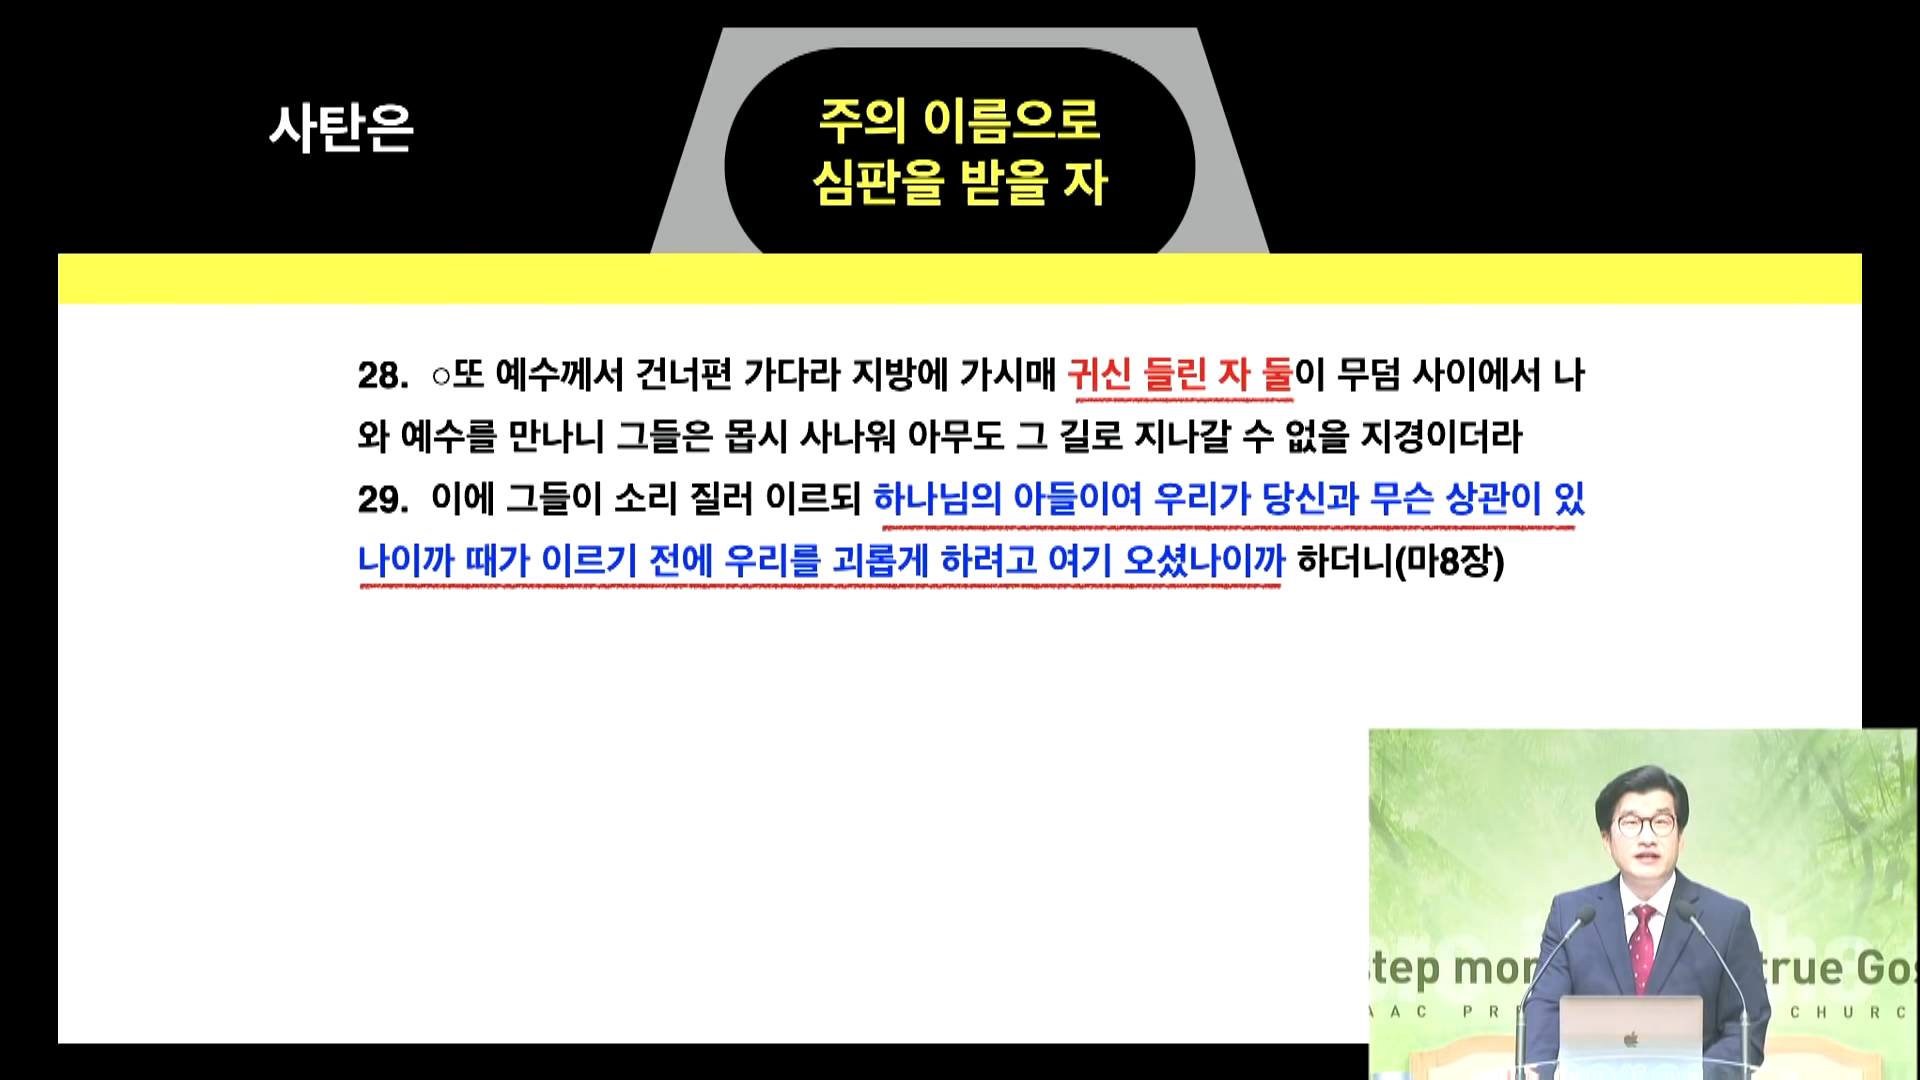 사탄은
주의 이름으로
심판을 받을 자
28. ○또 예수께서 건너편 가다라 지방에 가시매 귀신 들린 자 둘이 무덤 사이에서 나
와 예수를 만나니 그들은 몹시 사나워 아무도 그 길로 지나갈 수 없을 지경이더라
29. 이에 그들이 소리 질러 이르되 하나님의 아들이여 우리가 당신과 무슨 상관이 있
나이까 때가 이르기 전에 우리를 괴롭게 하려고 여기 오셨나이까 하더니(마8장)
step mor true Gos
AAC PR CHURC